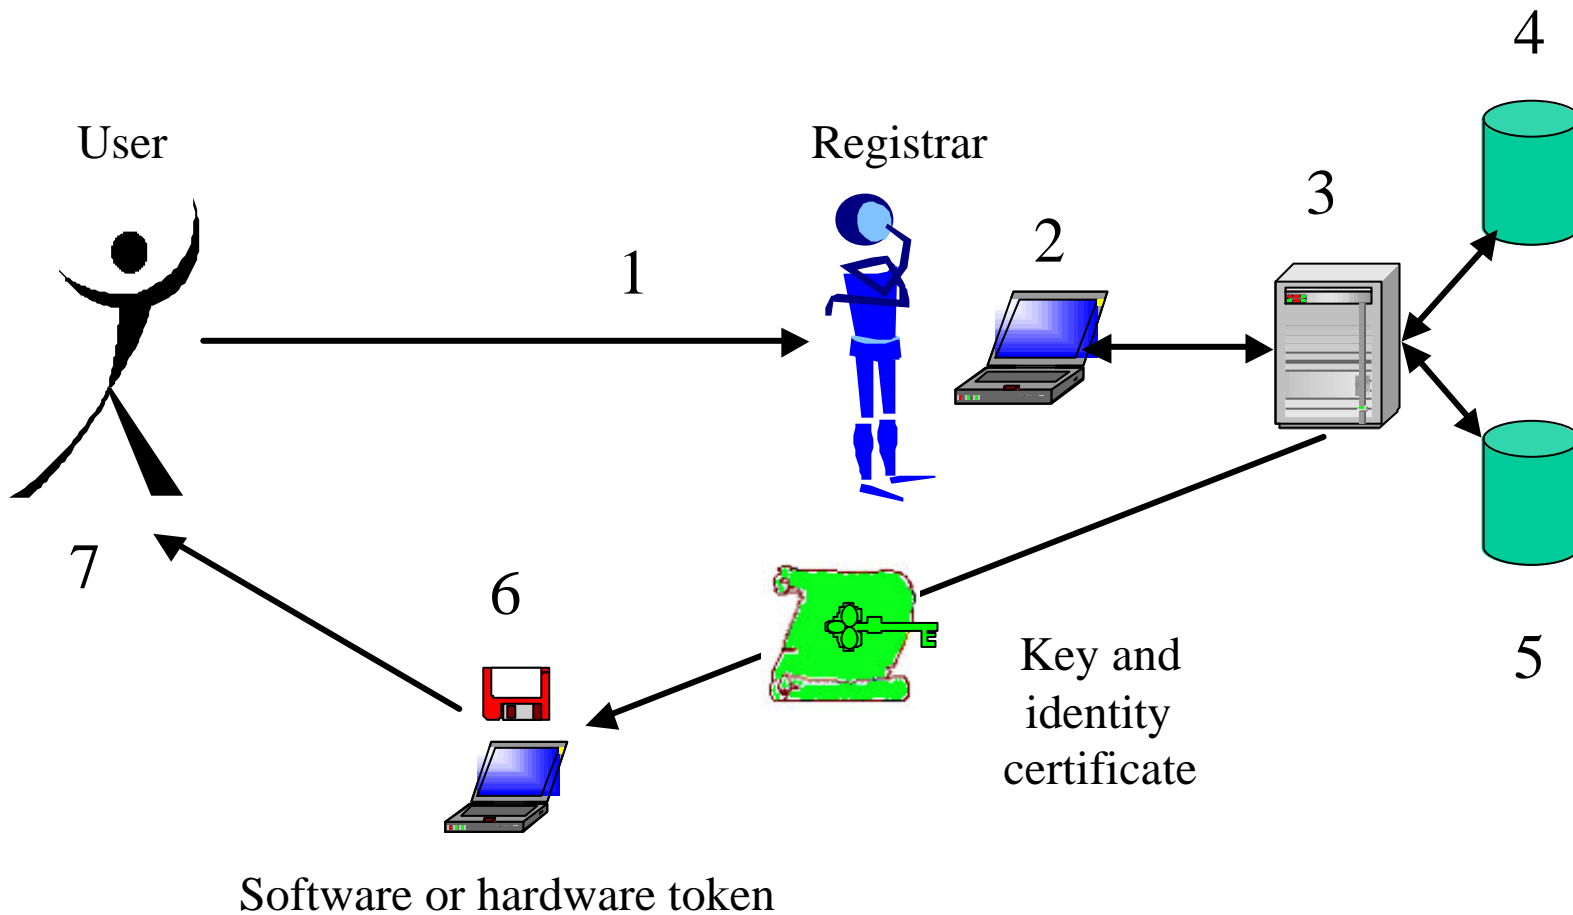 4
User
Registrar
3
2
1
7
6
5
Key and
identity
certificate
Software or hardware token